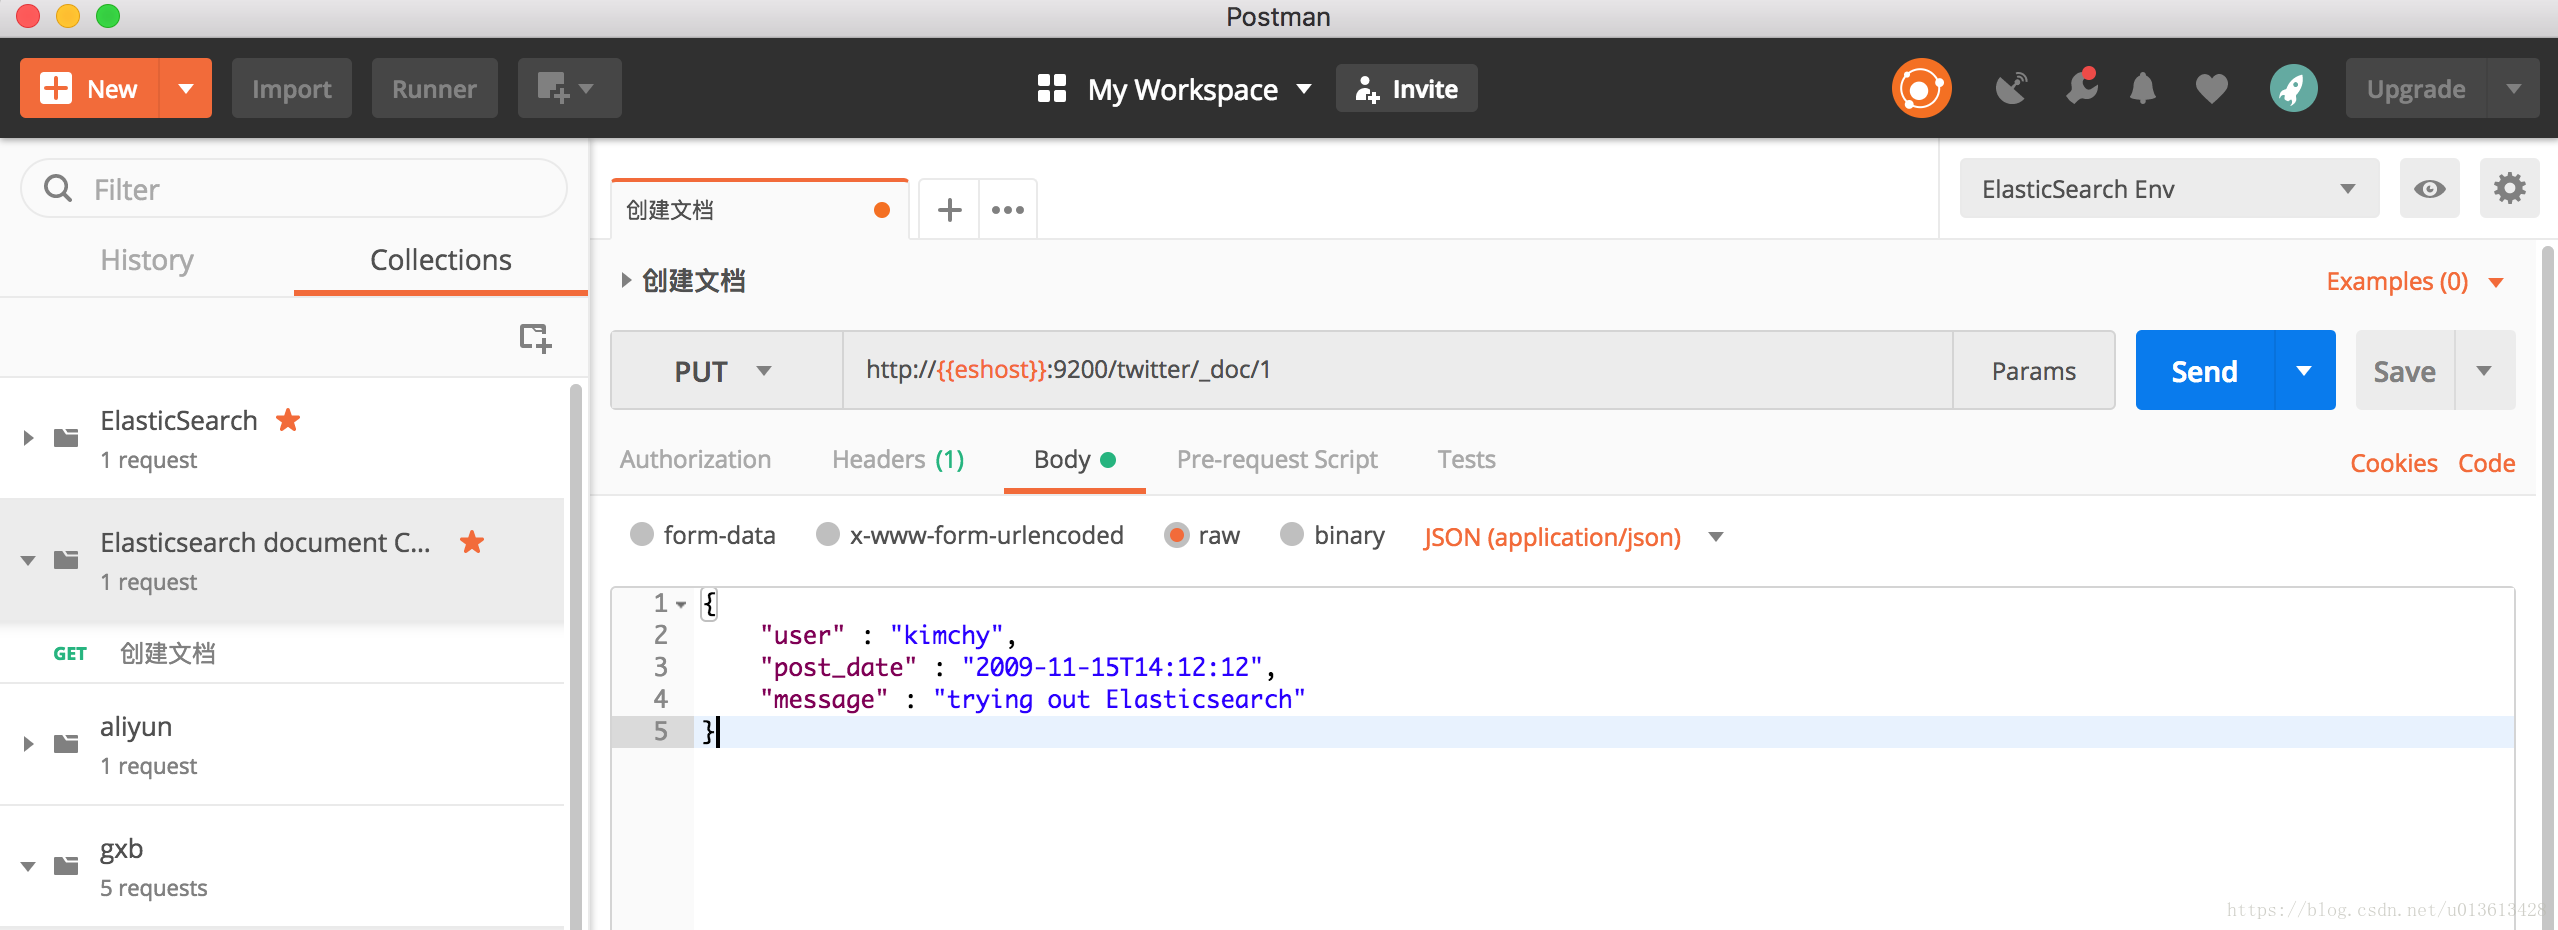 Postman
New
Import
Runner
My Workspace
Invite
Upgrade
Filter
History
Collections
ElasticSearch
1 request
Elasticsearch document C...
1 request
GET 创建文档
aliyun
1 request
gxb
5 requests
创建文档
ElasticSearch Env
创建文档
Examples (0)
PUT
http://{{eshost}}:9200/twitter/_doc/1
Params
Send
Save
Authorization
Headers (1)
Body
Pre-request Script
Tests
Cookies
Code
form-data
x-www-form-urlencoded
raw
binary
JSON (application/json)
1 {
2 "user" : "kimchy",
3 "post_date" : "2009-11-15T14:12:12",
4 "message" : "trying out Elasticsearch"
5 }
https://blog.csdn.net/u013613428